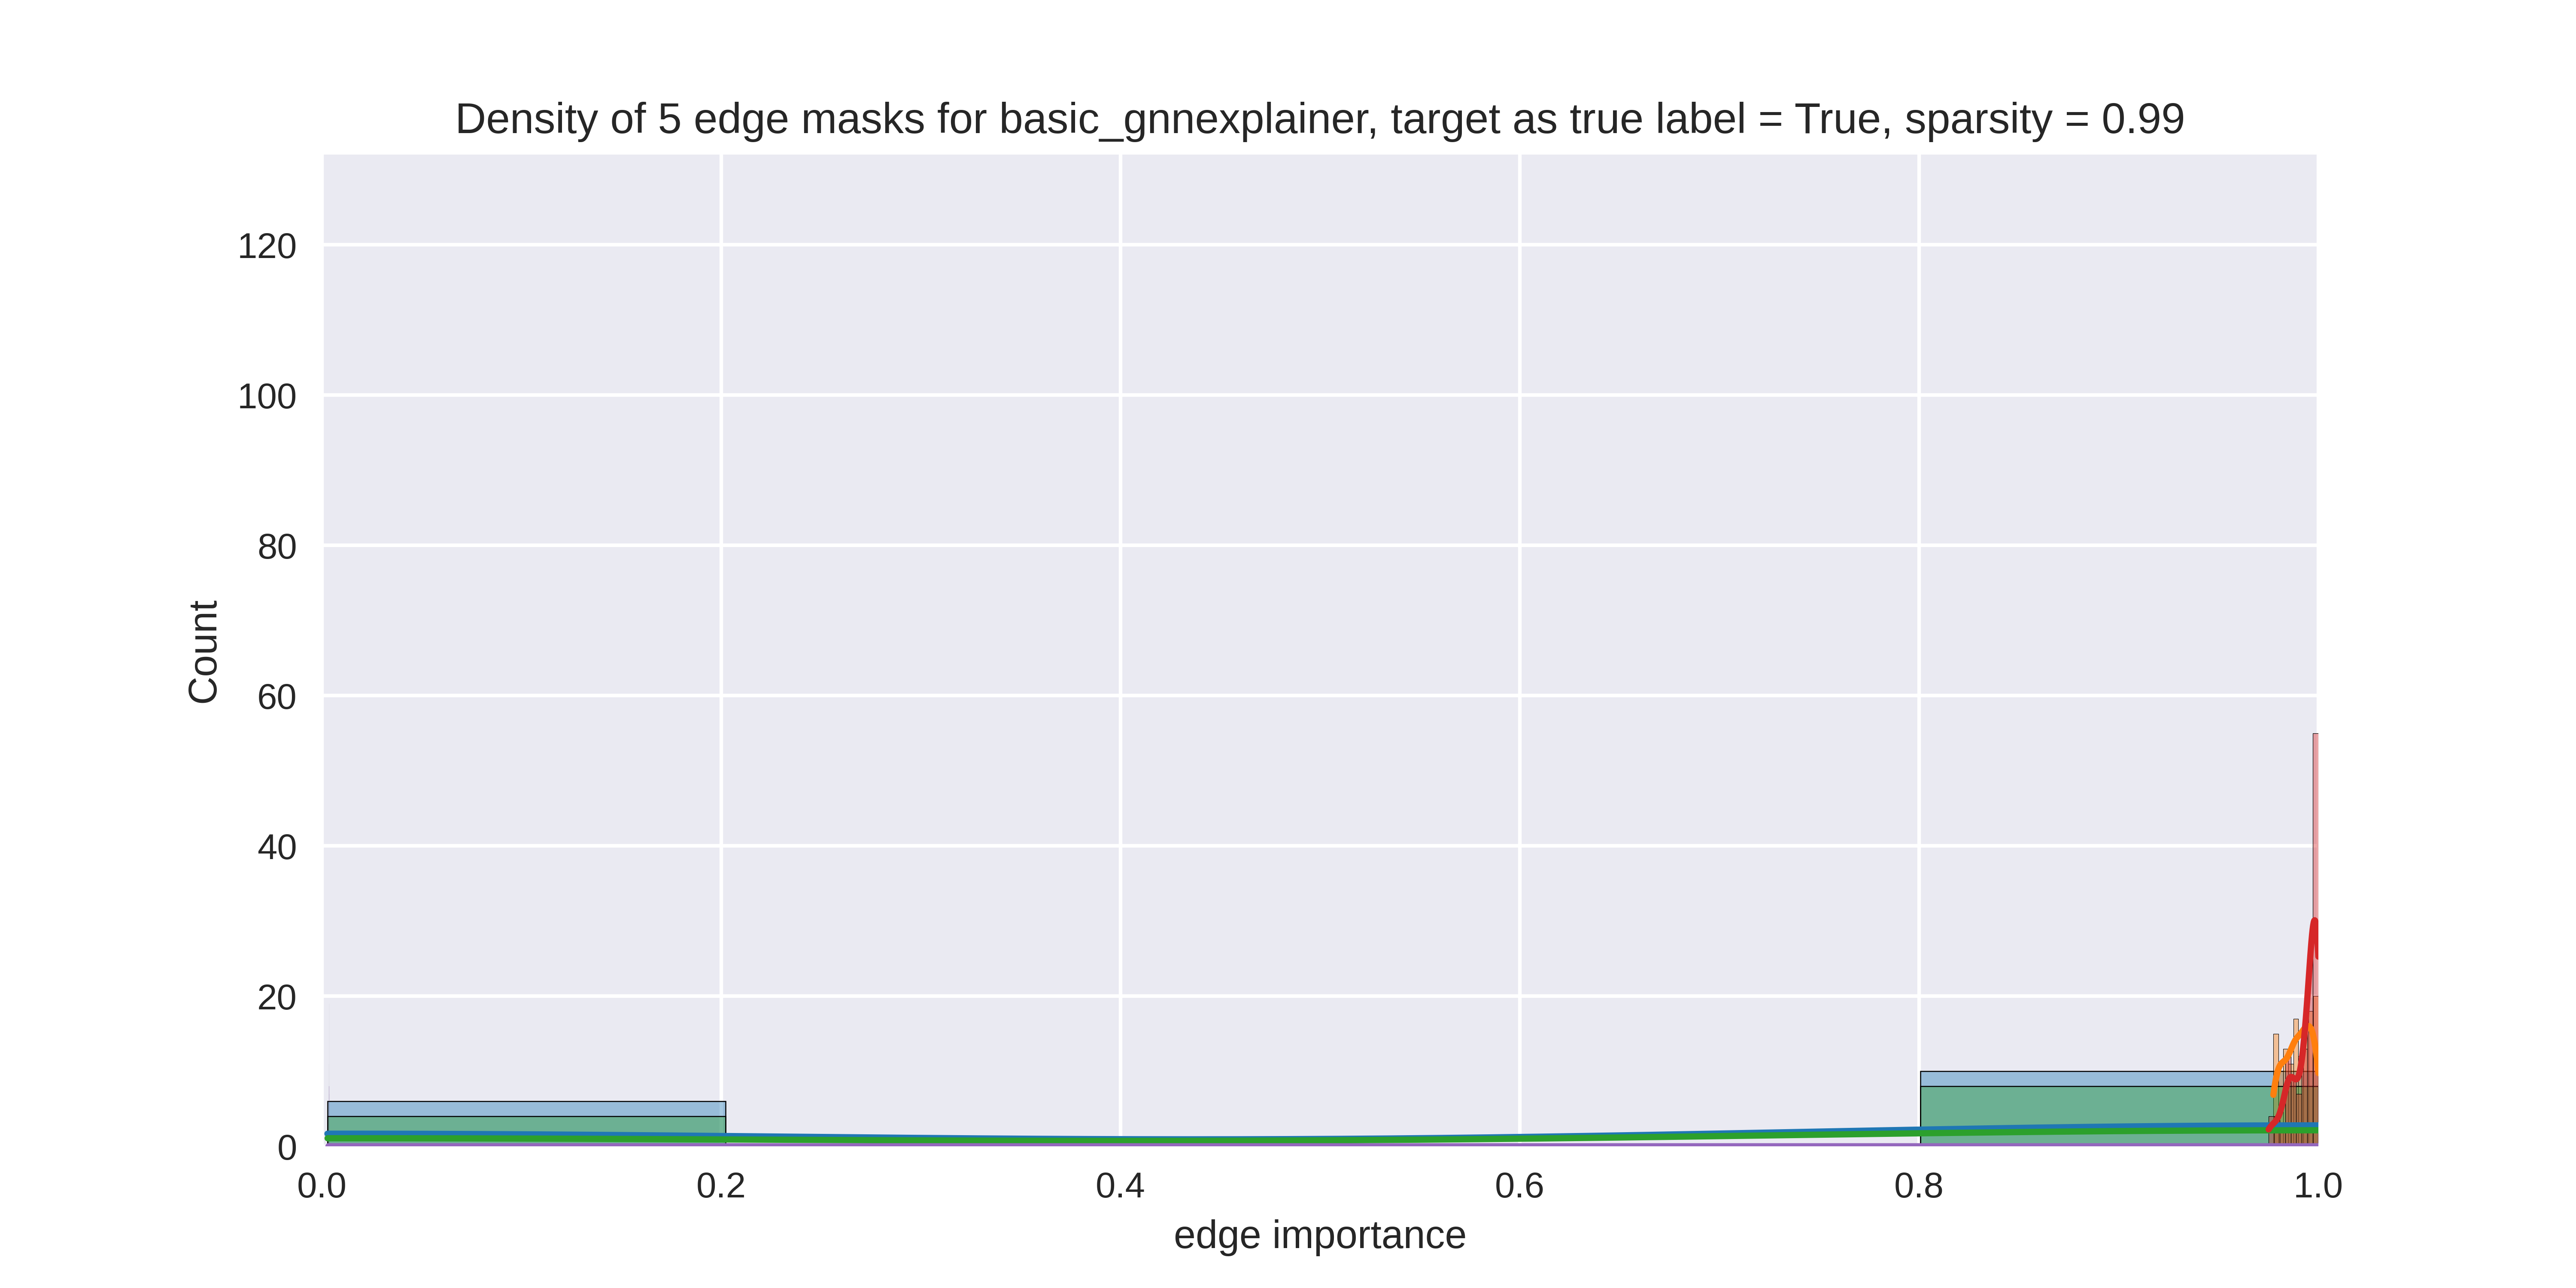 Density of 5 edge masks for basic_gnnexplainer, target as true label = True, sparsity = 0.99
120
100
80
60
40
20
0
Count
0.0 0.2 0.4 0.6 0.8 1.0
edge importance